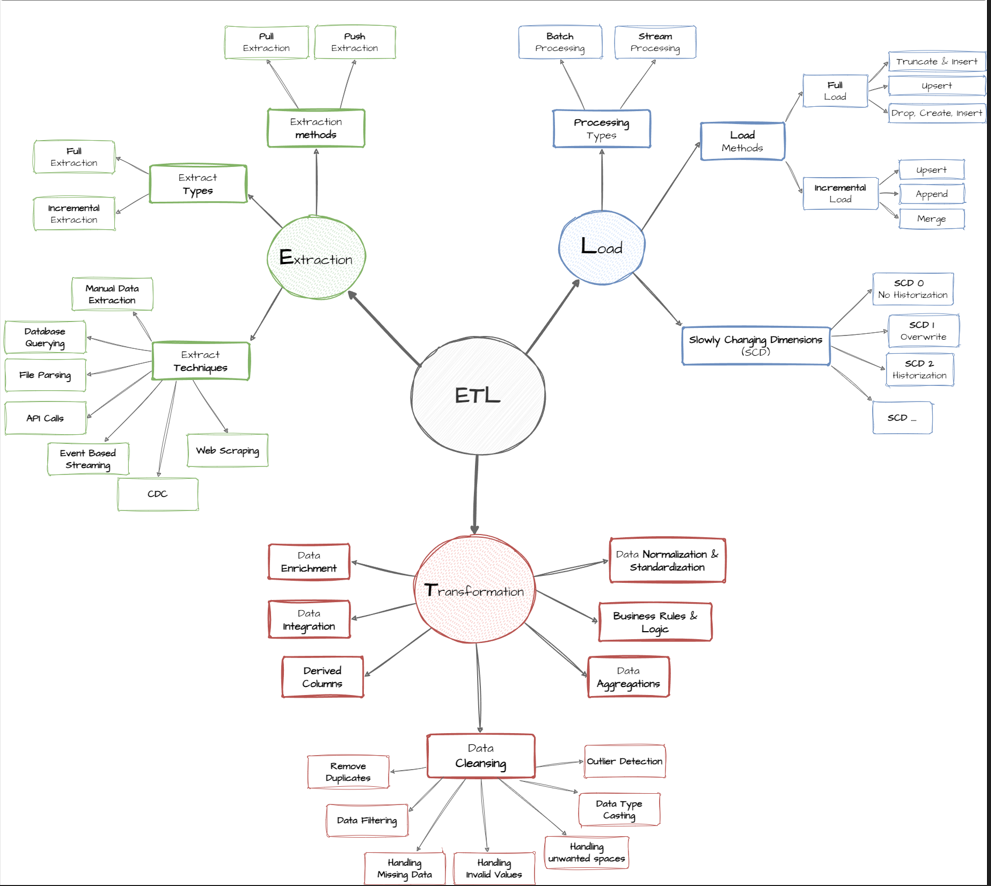 Pull
Extraction
Push
Extraction
Extraction
methods
Full
Extraction
Incremental
Extraction
Extract
Types
Extraction
Manual Data
Extraction
Database
Querying
File Parsing
API Calls
Event Based
Streaming
CDC
Web Scraping
Extract
Techniques
Batch
Processing
Stream
Processing
Processing
Types
Load
Load
Methods
Full
Load
Truncate & Insert
Upsert
Drop, Create, Insert
Incremental
Load
Upsert
Append
Merge
Slowly Changing Dimensions
(SCD)
SCD 0
No Historization
SCD 1
Overwrite
SCD 2
Historization
SCD ...
ETL
Transformation
Data
Enrichment
Data
Integration
Derived
Columns
Data Normalization &
Standardization
Business Rules &
Logic
Data
Aggregations
Data
Cleansing
Remove
Duplicates
Data Filtering
Handling
Missing Data
Handling
Invalid Values
Handling
unwanted spaces
Data Type
Casting
Outlier Detection